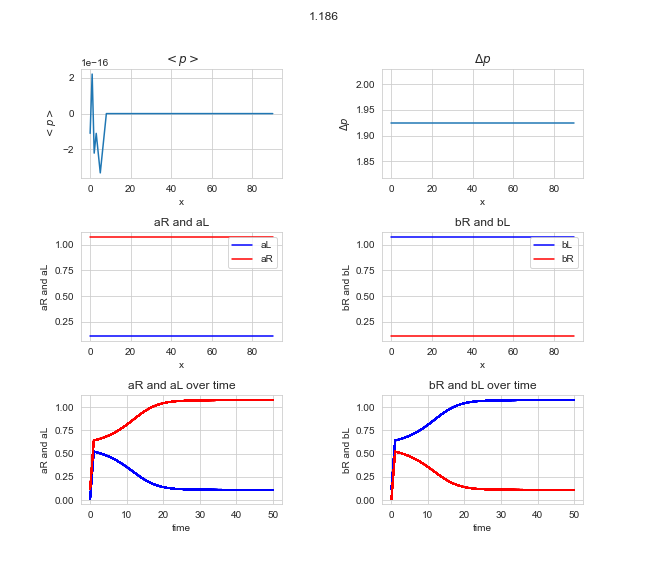 1.186
< p >
1e−16
< p >
2
0
−2
0 20 40 60 80
x
Δp
Δp
2.00
1.95
1.90
1.85
0 20 40 60 80
x
aR and aL
aR and aL
1.00
0.75
0.50
0.25
aL
aR
0 20 40 60 80
x
bR and bL
bR and bL
1.00
0.75
0.50
0.25
bL
bR
0 20 40 60 80
x
aR and aL over time
aR and aL
1.00
0.75
0.50
0.25
0.00
0 10 20 30 40 50
time
bR and bL over time
bR and bL
1.00
0.75
0.50
0.25
0.00
0 10 20 30 40 50
time